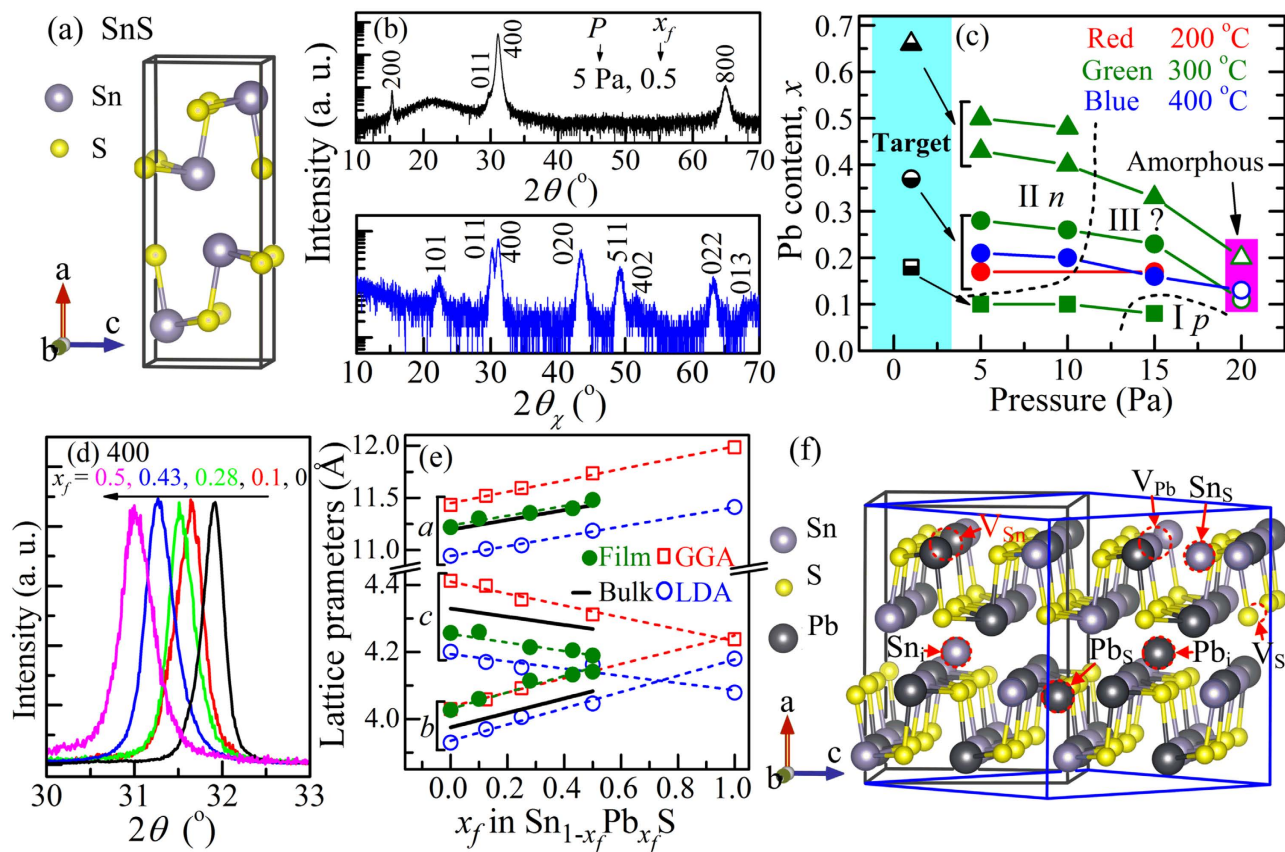 (a) SnS
Sn
S
a
b
c
(b)
Intensity (a. u.)
200
011
400
P
x_f
5 Pa, 0.5
800
10 20 30 40 50 60 70
2θ (°)
101
011
400
020
511
402
022
013
10 20 30 40 50 60 70
2θ_χ (°)
(c)
Red 200 °C
Green 300 °C
Blue 400 °C
Pb content, x
0.7
0.6
0.5
0.4
0.3
0.2
0.1
0.0
Target
II n
III ?
Amorphous
I p
0 5 10 15 20
Pressure (Pa)
(d) 400
x_f = 0.5, 0.43, 0.28, 0.1, 0
Intensity (a. u.)
30 31 32 33
2θ (°)
(e)
Lattice prameters (Å)
12.0
11.5
11.0
4.4
4.2
4.0
a
c
b
Film GGA
Bulk LDA
0.0 0.2 0.4 0.6 0.8 1.0
x_f in Sn_{1-x_f}Pb_{x_f}S
(f)
Sn
S
Pb
V_Sn
V_Pb
Sn_S
Sn_i
Pb_S
Pb_i
V_S
a
b
c